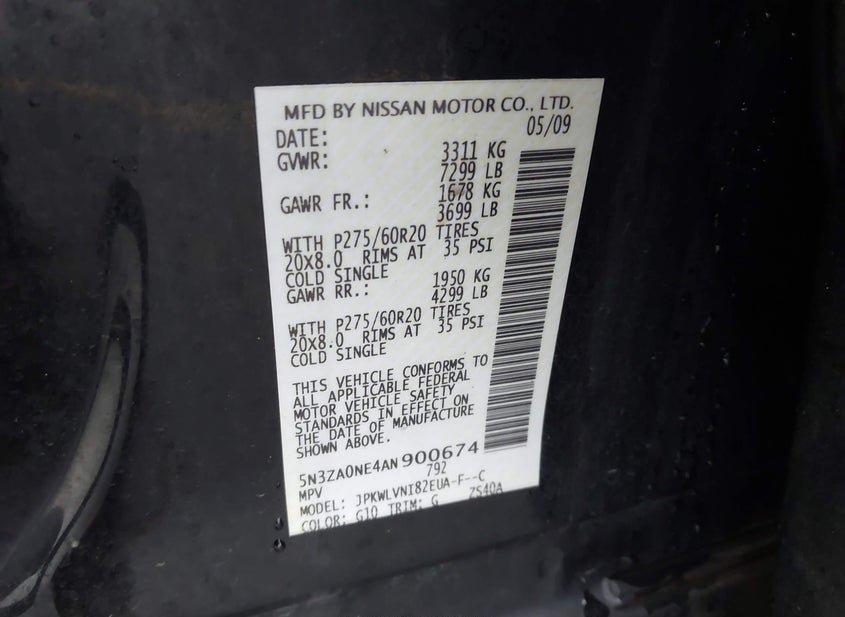 MFD BY NISSAN MOTOR CO., LTD.
DATE: 05/09
GVWR: 3311 KG
7299 LB
GAWR FR.: 1678 KG
3699 LB
WITH P275/60R20 TIRES
20X8.0 RIMS AT 35 PSI
COLD SINGLE
GAWR RR.: 1950 KG
4299 LB
WITH P275/60R20 TIRES
20X8.0 RIMS AT 35 PSI
COLD SINGLE
THIS VEHICLE CONFORMS TO
ALL APPLICABLE FEDERAL
MOTOR VEHICLE SAFETY
STANDARDS IN EFFECT ON
THE DATE OF MANUFACTURE
SHOWN ABOVE.
5N3ZA0NE4AN900674
MPV 792
MODEL: JPKWLVNI82EUA-F--C
COLOR: G10 TRIM: G ZS40A